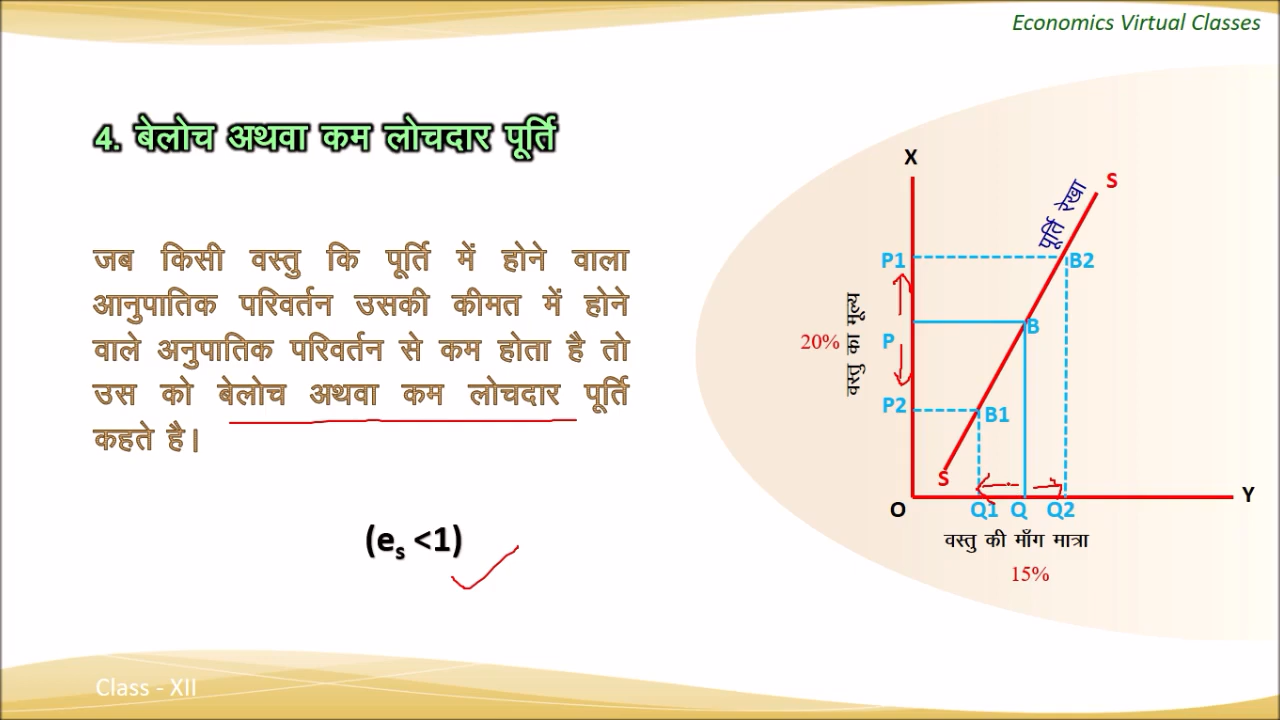 Economics Virtual Classes
4. बेलोच अथवा कम लोचदार पूर्ति
जब किसी वस्तु कि पूर्ति में होने वाला
आनुपातिक परिवर्तन उसकी कीमत में होने
वाले अनुपातिक परिवर्तन से कम होता है तो
उस को बेलोच अथवा कम लोचदार पूर्ति
कहते है।
(es <1)
X
S
पूर्ति रेखा
P1
B2
वस्तु का मूल्य
20%
P
B
P2
B1
S
O
Q1 Q Q2
Y
वस्तु की माँग मात्रा
15%
Class - XII